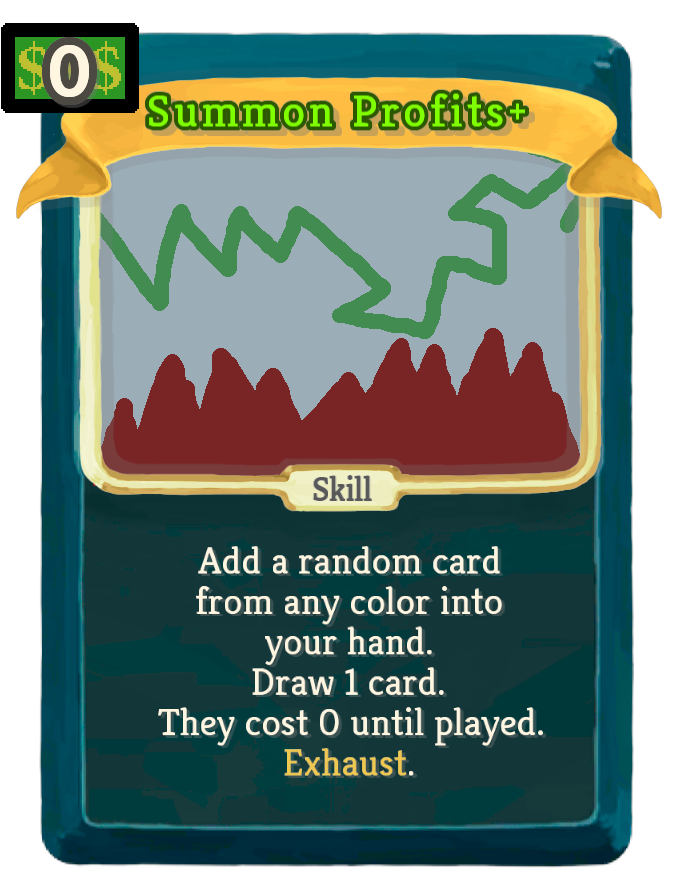 $0$
Summon Profits+
Skill
Add a random card
from any color into
your hand.
Draw 1 card.
They cost 0 until played.
Exhaust.